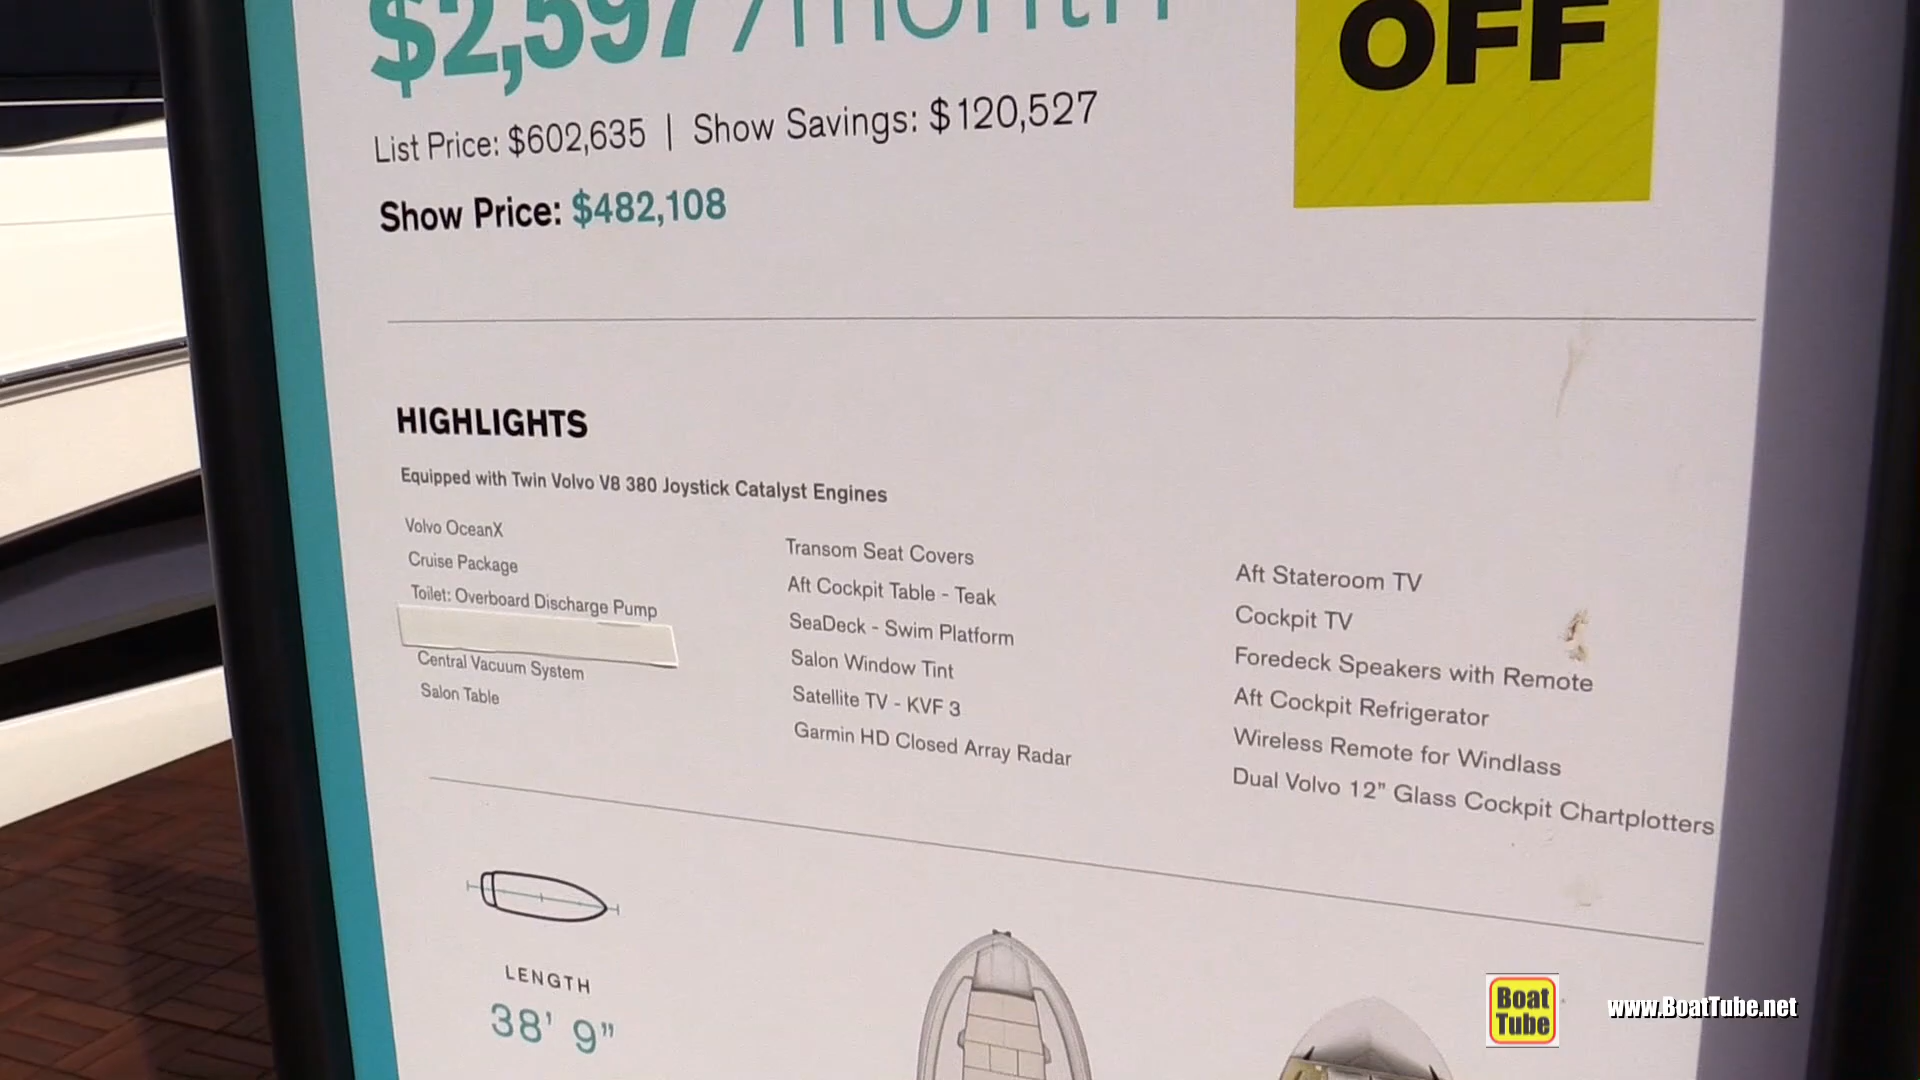 $2,597/month
OFF
List Price: $602,635 | Show Savings: $120,527
Show Price: $482,108
HIGHLIGHTS
Equipped with Twin Volvo V8 380 Joystick Catalyst Engines
Volvo OceanX
Cruise Package
Toilet: Overboard Discharge Pump
Central Vacuum System
Salon Table
Transom Seat Covers
Aft Cockpit Table - Teak
SeaDeck - Swim Platform
Salon Window Tint
Satellite TV - KVF 3
Garmin HD Closed Array Radar
Aft Stateroom TV
Cockpit TV
Foredeck Speakers with Remote
Aft Cockpit Refrigerator
Wireless Remote for Windlass
Dual Volvo 12" Glass Cockpit Chartplotters
LENGTH
38' 9"
Boat
Tube
www.BoatTube.net